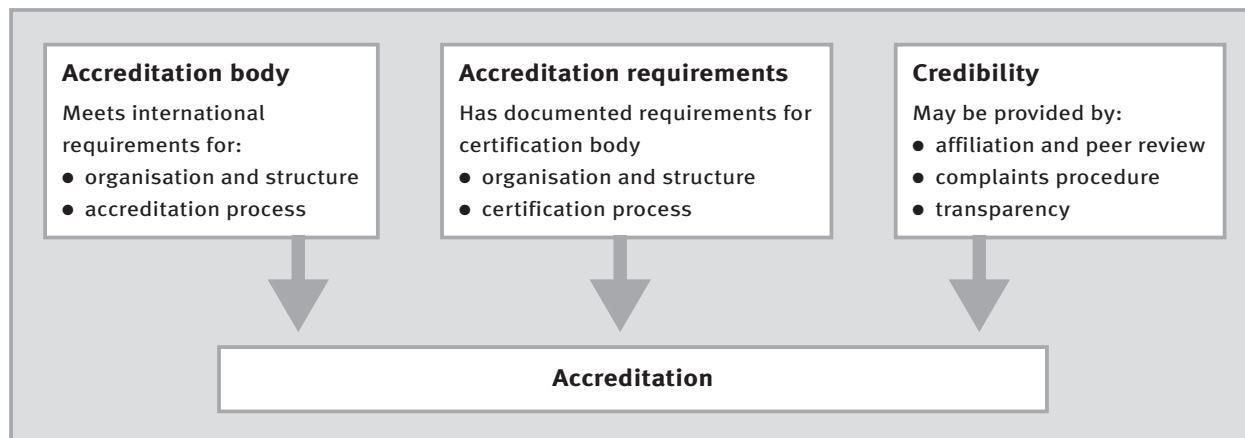 Accreditation body
Meets international
requirements for:
● organisation and structure
● accreditation process
Accreditation requirements
Has documented requirements for
certification body
● organisation and structure
● certification process
Credibility
May be provided by:
● affiliation and peer review
● complaints procedure
● transparency
Accreditation